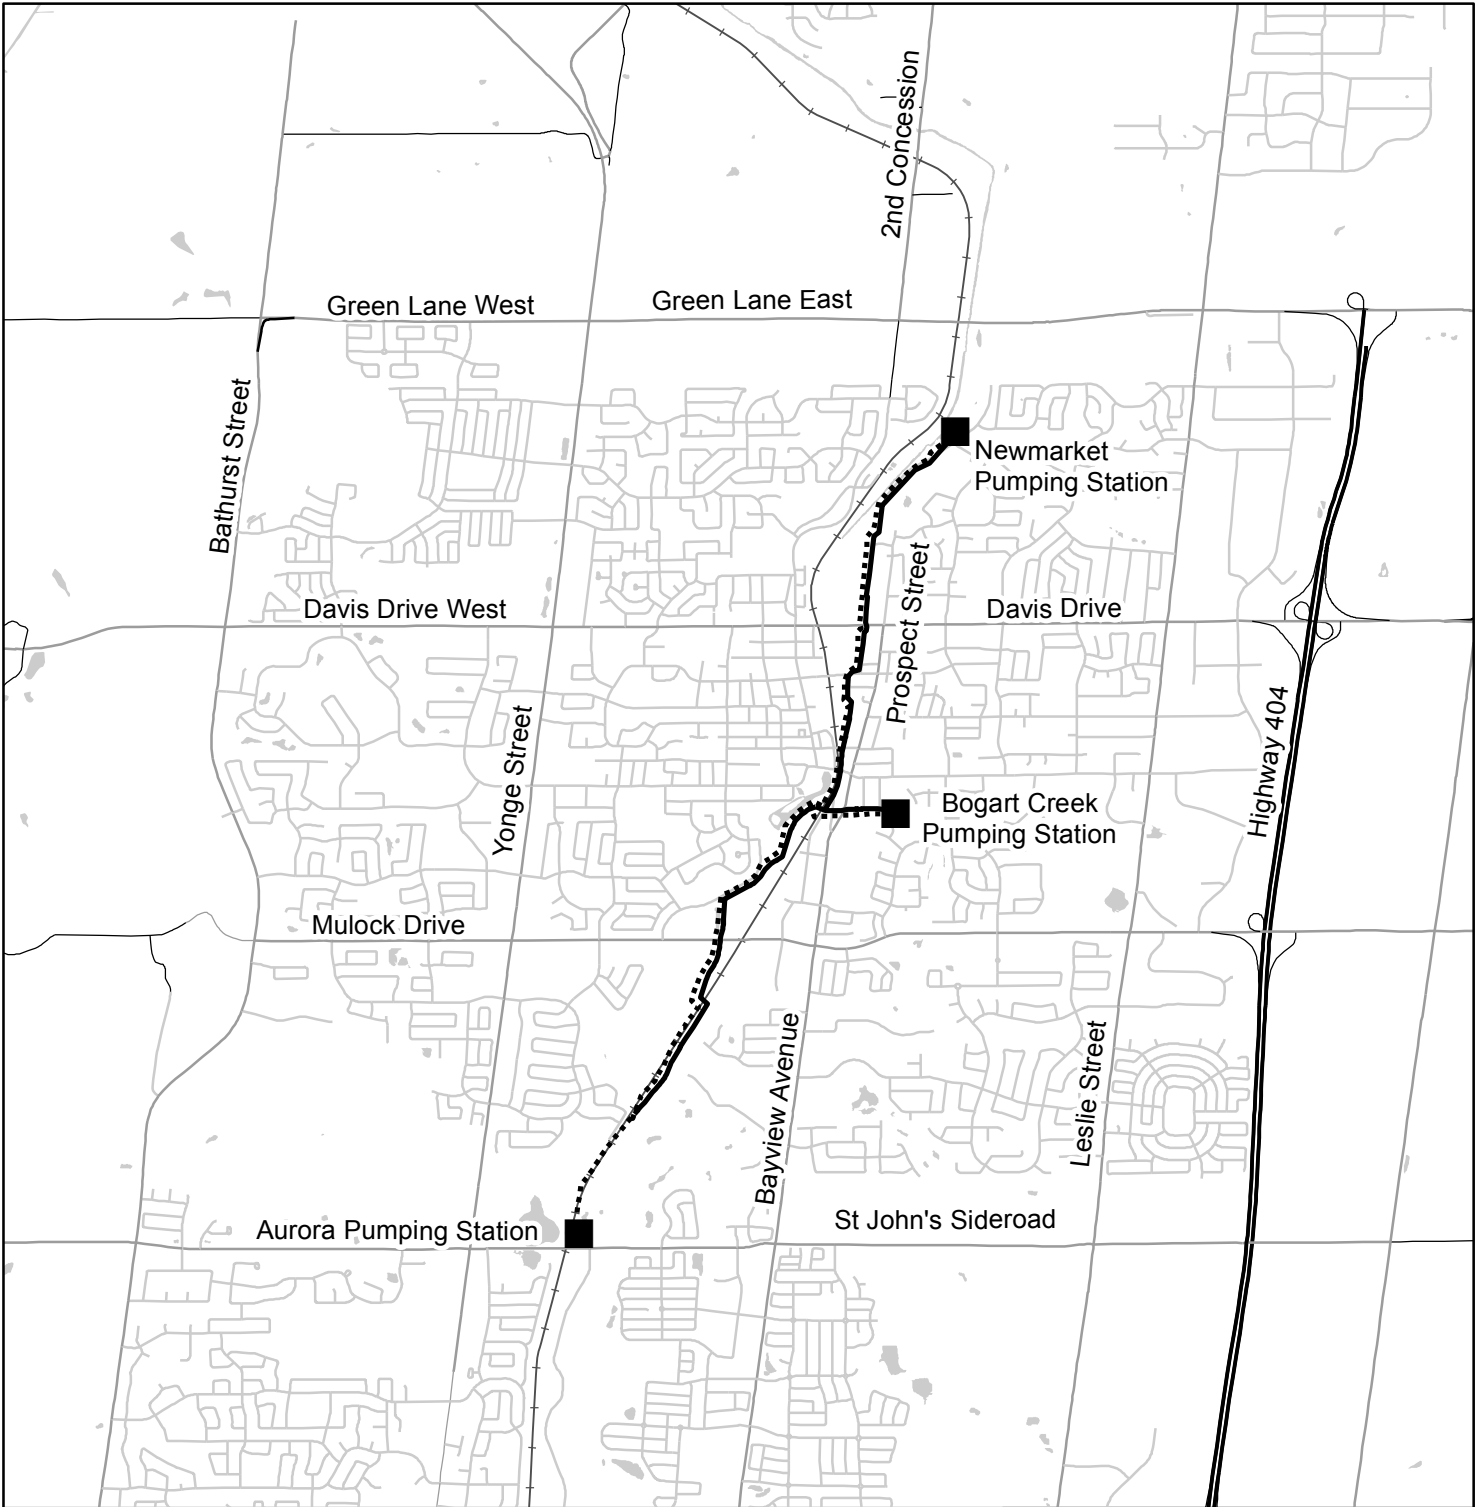 2nd Concession
Green Lane West
Green Lane East
Bathurst Street
Newmarket
Pumping Station
Prospect Street
Davis Drive West
Davis Drive
Yonge Street
Highway 404
Bogart Creek
Pumping Station
Mulock Drive
Bayview Avenue
Leslie Street
Aurora Pumping Station
St John's Sideroad